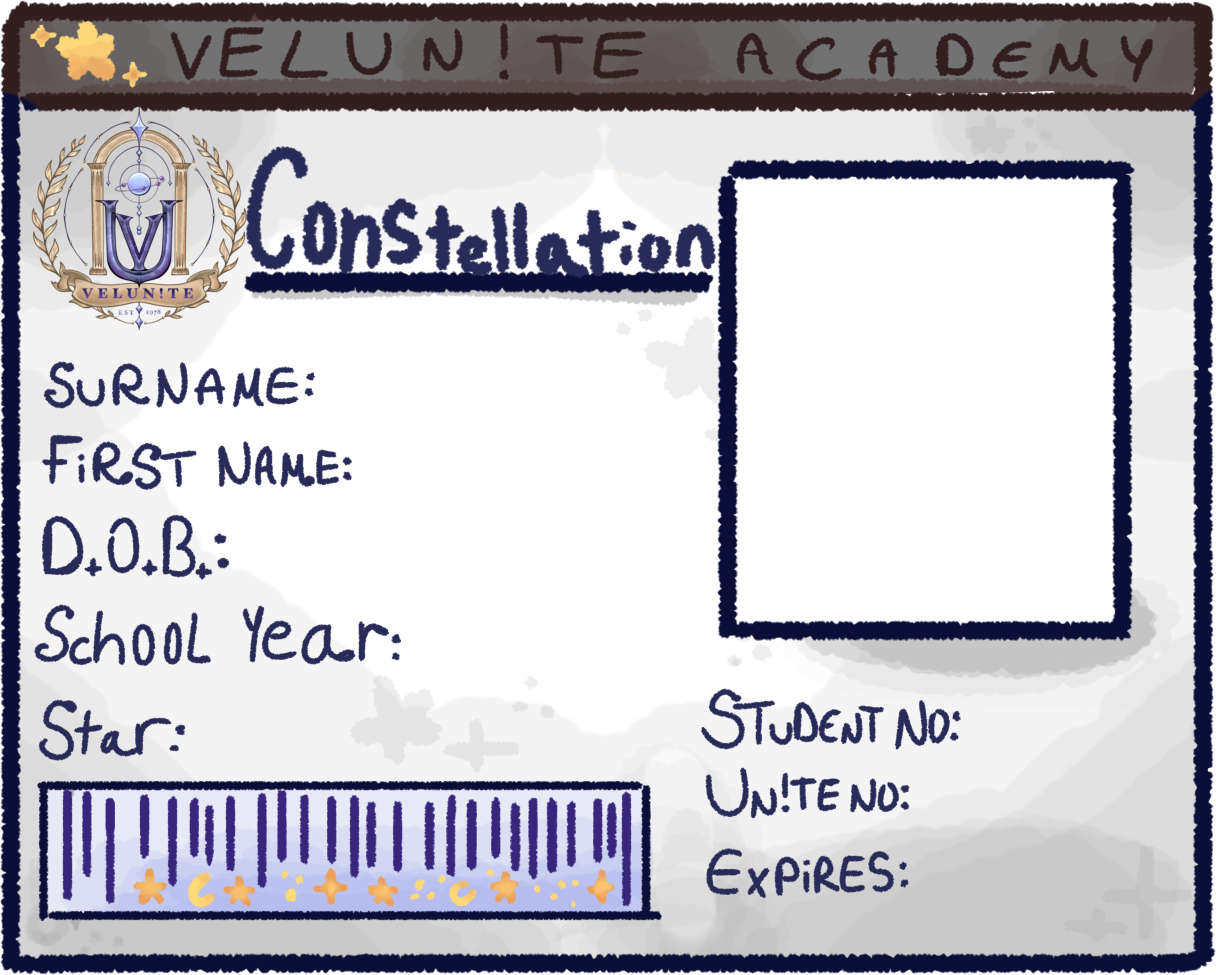 VELUN!TE ACADEMY
VELUN!TE
EST 1978
Constellation
SURNAME:
FiRST NAME:
D.O.B.:
School Year:
Star:
STuDENT NO:
UN!TE NO:
ExPiRES: